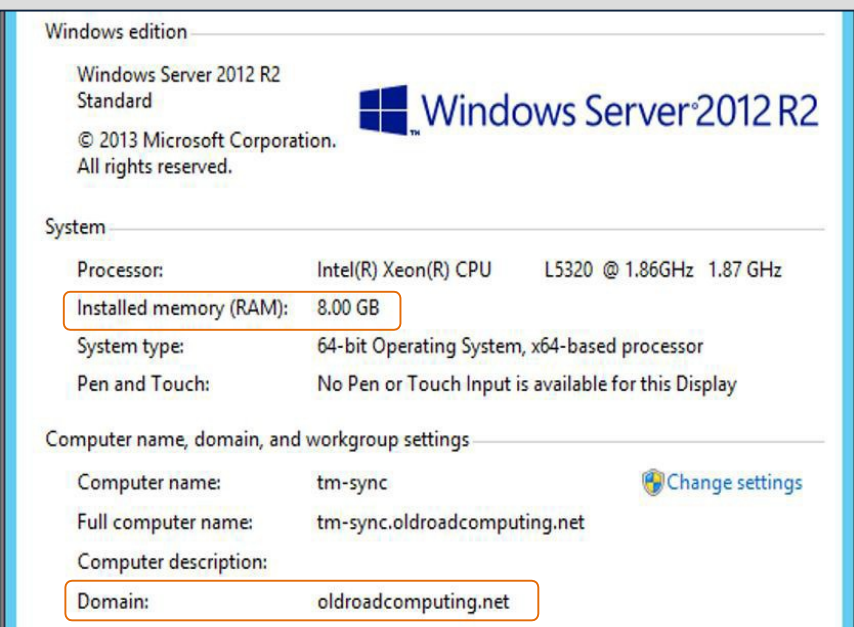 Windows edition
Windows Server 2012 R2
Standard
© 2013 Microsoft Corporation.
All rights reserved.
Windows Server 2012 R2
System
Processor: Intel(R) Xeon(R) CPU L5320 @ 1.86GHz 1.87 GHz
Installed memory (RAM): 8.00 GB
System type: 64-bit Operating System, x64-based processor
Pen and Touch: No Pen or Touch Input is available for this Display
Computer name, domain, and workgroup settings
Computer name: tm-sync Change settings
Full computer name: tm-sync.oldroadcomputing.net
Computer description:
Domain: oldroadcomputing.net